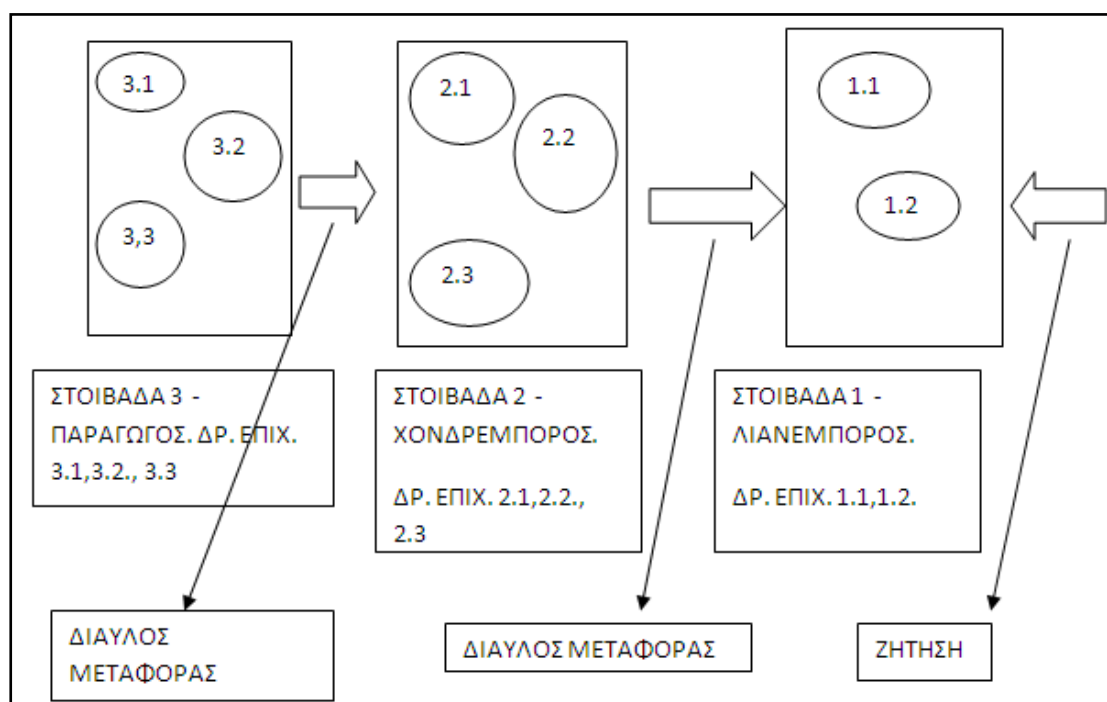 3.1
3.2
3,3
2.1
2.2
2.3
1.1
1.2
ΣΤΟΙΒΑΔΑ 3 -
ΠΑΡΑΓΩΓΟΣ. ΔΡ. ΕΠΙΧ.
3.1,3.2., 3.3
ΣΤΟΙΒΑΔΑ 2 -
ΧΟΝΔΡΕΜΠΟΡΟΣ.
ΔΡ. ΕΠΙΧ. 2.1,2.2.,
2.3
ΣΤΟΙΒΑΔΑ 1 -
ΛΙΑΝΕΜΠΟΡΟΣ.
ΔΡ. ΕΠΙΧ. 1.1,1.2.
ΔΙΑΥΛΟΣ
ΜΕΤΑΦΟΡΑΣ
ΔΙΑΥΛΟΣ ΜΕΤΑΦΟΡΑΣ
ΖΗΤΗΣΗ